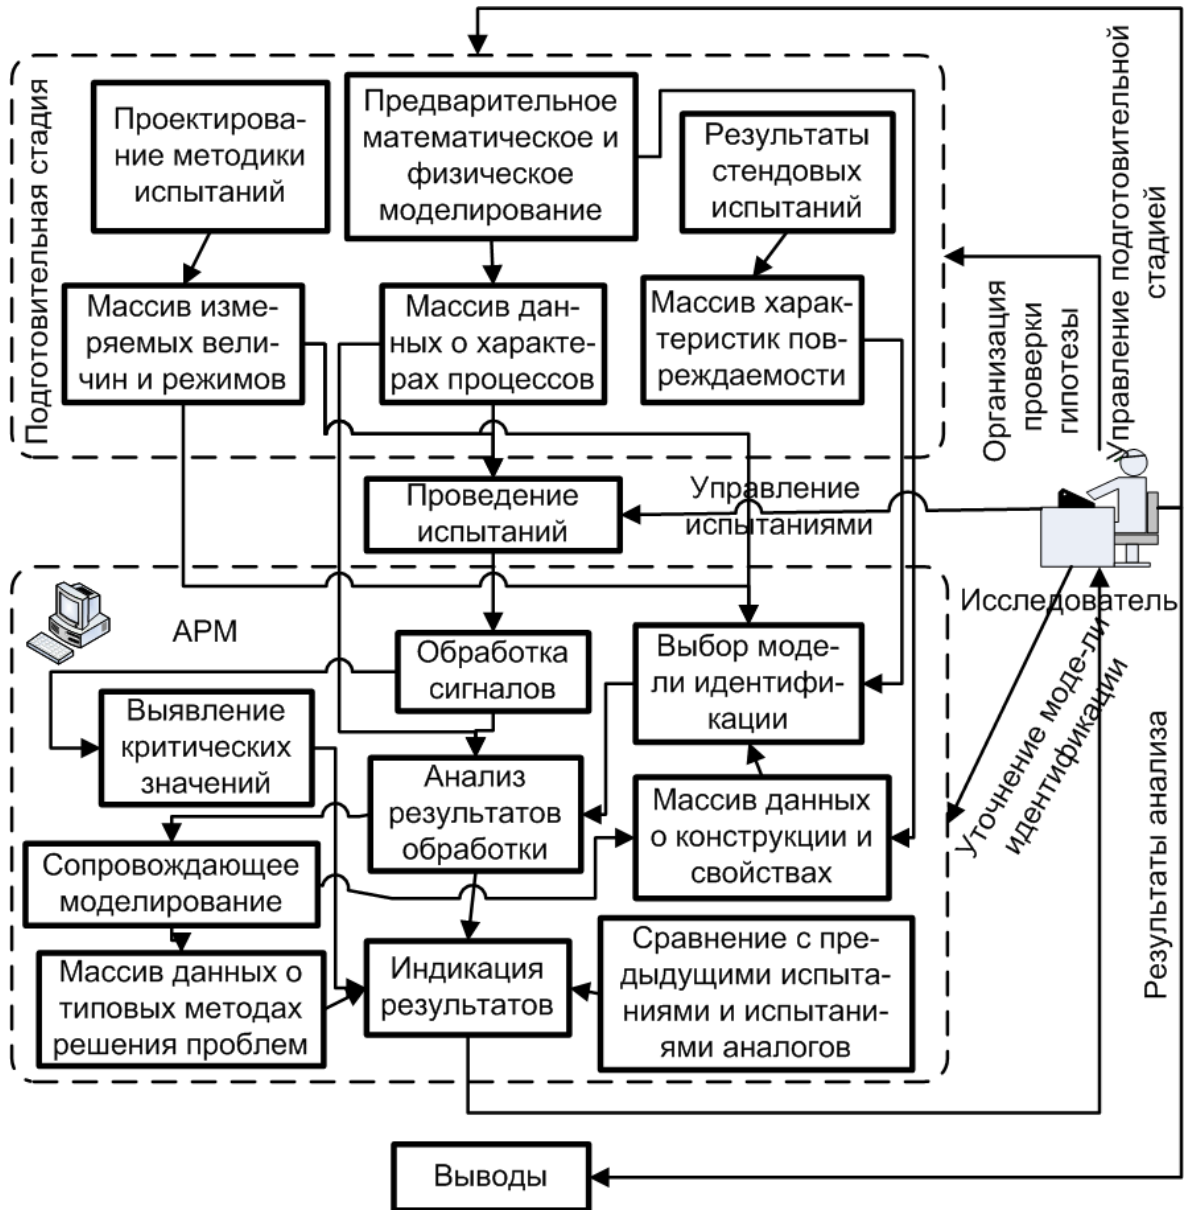 Подготовительная стадия
Проектирова-
ние методики
испытаний
Предварительное
математическое и
физическое
моделирование
Результаты
стендовых
испытаний
Массив изме-
ряемых вели-
чин и режимов
Массив дан-
ных о характе-
рах процессов
Массив харак-
теристик пов-
реждаемости
Организация
проверки
гипотезы
Управление подготовительной
стадией
Проведение
испытаний
Управление
испытаниями
Исследователь
АРМ
Обработка
сигналов
Выбор моде-
ли идентифи-
кации
Выявление
критических
значений
Анализ
результатов
обработки
Массив данных
о конструкции и
свойствах
Уточнение моде-ли
идентификации
Результаты анализа
Сопровождающее
моделирование
Массив данных о
типовых методах
решения проблем
Индикация
результатов
Сравнение с пре-
дыдущими испыта-
ниями и испытани-
ями аналогов
Выводы